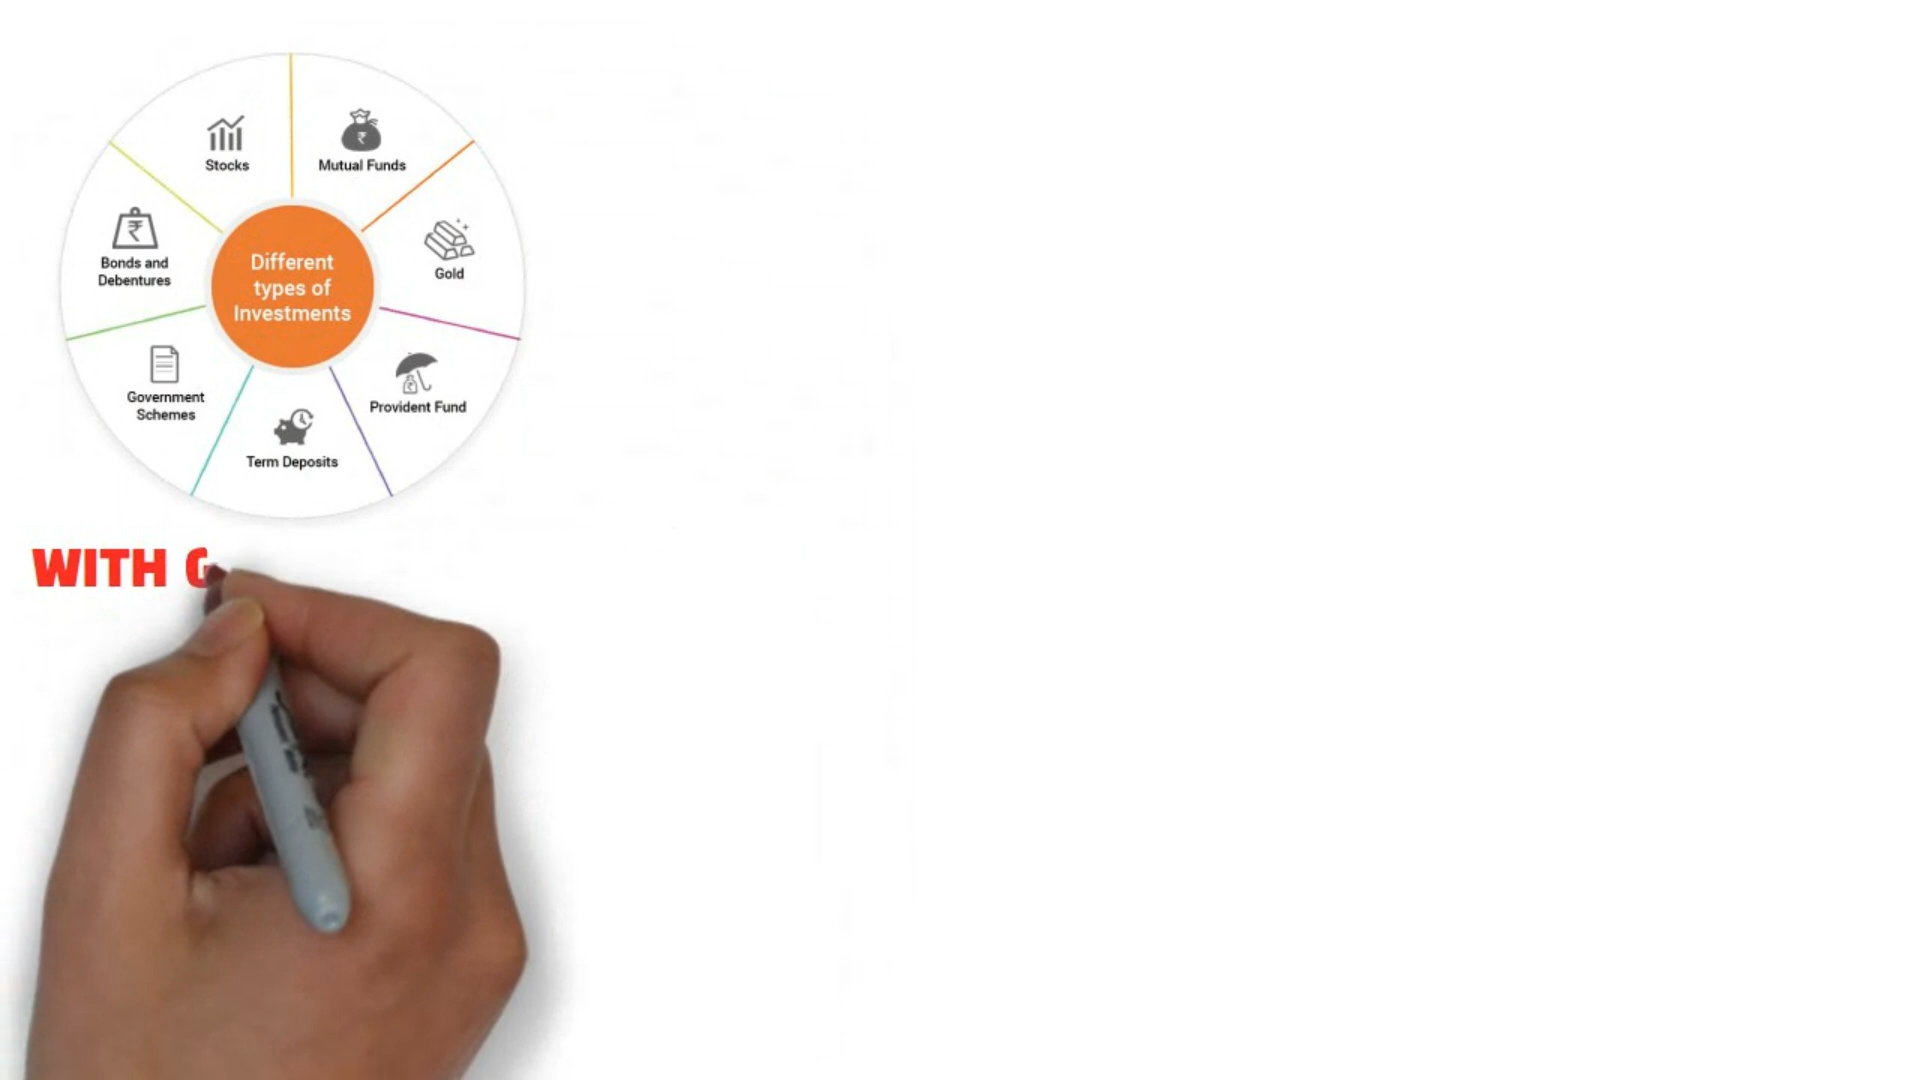 Stocks
Mutual Funds
Bonds and
Debentures
Gold
Different
types of
Investments
Government
Schemes
Provident Fund
Term Deposits
WITH G